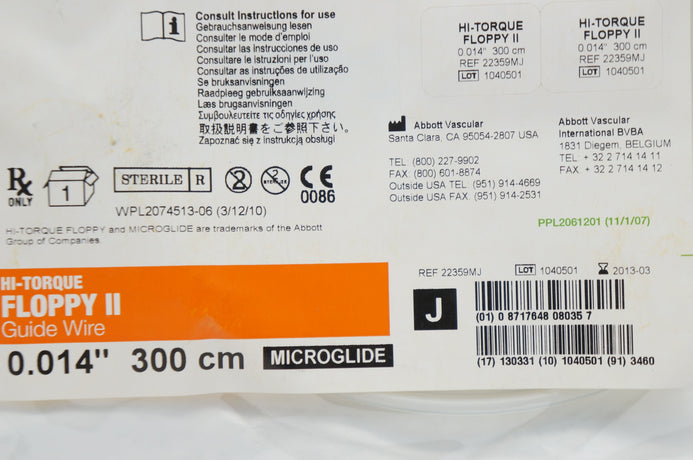 Consult Instructions for use
Gebrauchsanweisung lesen
Consulter le mode d'emploi
Consultar las instrucciones de uso
Consultare le istruzioni per l'uso
Consultar as instruções de utilização
Se bruksanvisningen
Raadpleeg gebruiksaanwijzing
Læs brugsanvisningen
Συμβουλευτείτε τις οδηγίες χρήσης
取扱説明書をご参照下さい。
Zapoznać się z instrukcją obsługi
HI-TORQUE
FLOPPY II
0.014" 300 cm
REF 22359MJ
LOT 1040501
HI-TORQUE
FLOPPY II
0.014" 300 cm
REF 22359MJ
LOT 1040501
Abbott Vascular
Santa Clara, CA 95054-2807 USA
TEL. (800) 227-9902
FAX. (800) 601-8874
Outside USA TEL: (951) 914-4669
Outside USA FAX: (951) 914-2531
Abbott Vascular
International BVBA
1831 Diegem, BELGIUM
TEL + 32 2 714 14 11
FAX + 32 2 714 14 12
Rx
ONLY
1
STERILE R
2
2
STERILIZE
CE
0086
WPL2074513-06 (3/12/10)
PPL2061201 (11/1/07)
HI-TORQUE FLOPPY and MICROGLIDE are trademarks of the Abbott
Group of Companies.
HI-TORQUE
FLOPPY II
Guide Wire
0.014" 300 cm MICROGLIDE
REF 22359MJ LOT 1040501 2013-03
J
(01) 0 8717648 08035 7
(17) 130331 (10) 1040501 (91) 3460